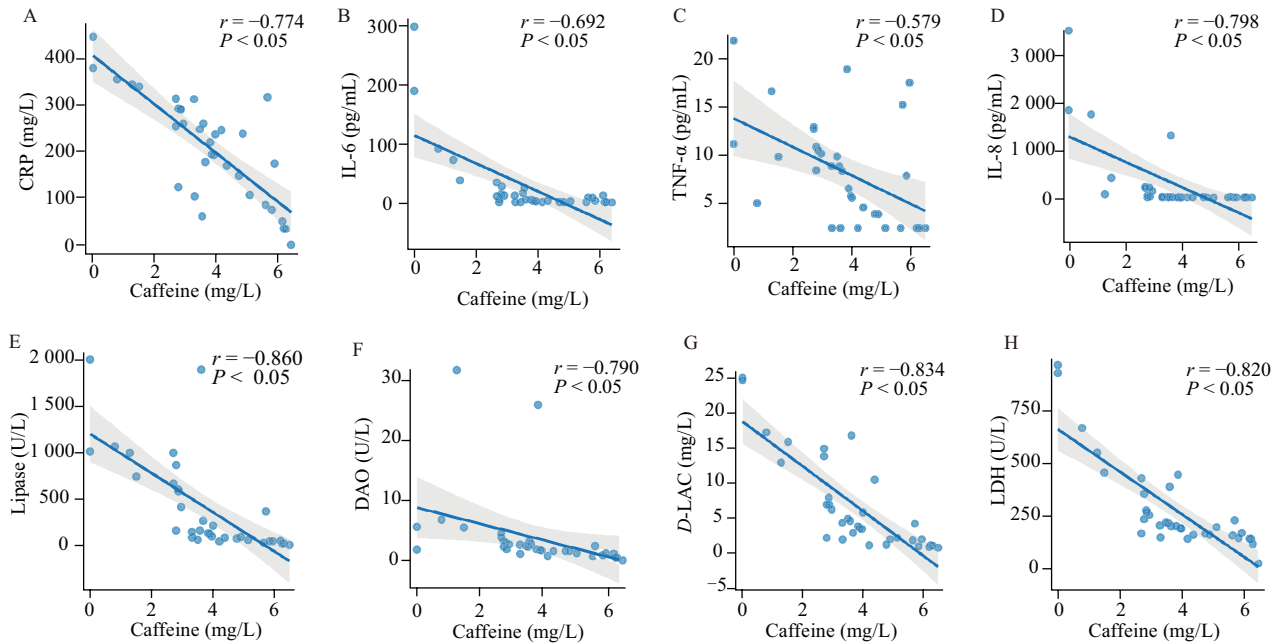 A
r = −0.774
P < 0.05
CRP (mg/L)
400
300
200
100
0
0 2 4 6
Caffeine (mg/L)
B
r = −0.692
P < 0.05
IL-6 (pg/mL)
300
200
100
0
0 2 4 6
Caffeine (mg/L)
C
r = −0.579
P < 0.05
TNF-α (pg/mL)
20
15
10
5
0 2 4 6
Caffeine (mg/L)
D
r = −0.798
P < 0.05
IL-8 (pg/mL)
3 000
2 000
1 000
0
0 2 4 6
Caffeine (mg/L)
E
r = −0.860
P < 0.05
Lipase (U/L)
2 000
1 500
1 000
500
0
0 2 4 6
Caffeine (mg/L)
F
r = −0.790
P < 0.05
DAO (U/L)
30
20
10
0
0 2 4 6
Caffeine (mg/L)
G
r = −0.834
P < 0.05
D-LAC (mg/L)
25
20
15
10
5
0
−5
0 2 4 6
Caffeine (mg/L)
H
r = −0.820
P < 0.05
LDH (U/L)
750
500
250
0
0 2 4 6
Caffeine (mg/L)